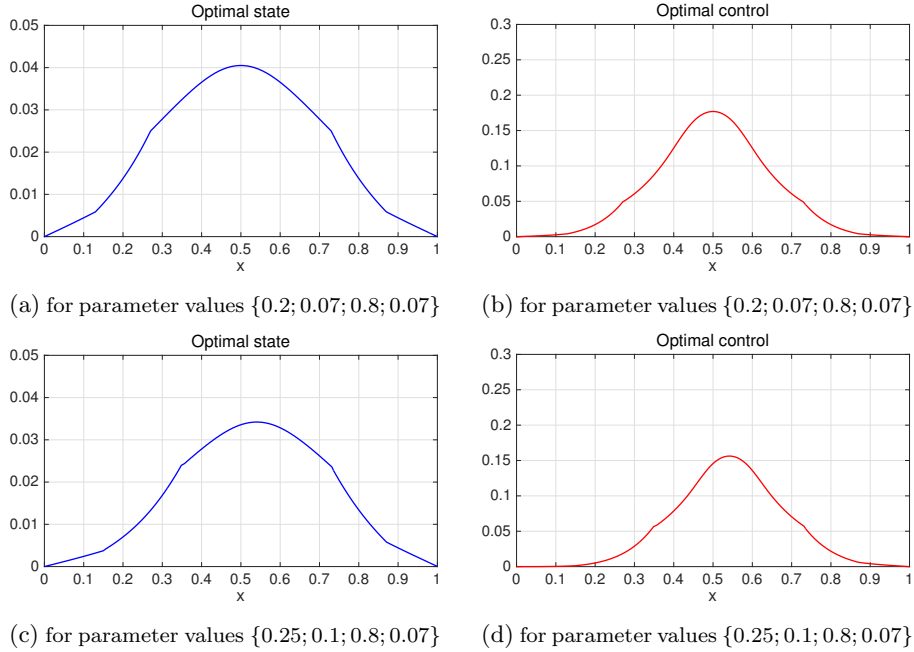 Optimal state
0.05
0.04
0.03
0.02
0.01
0
0 0.1 0.2 0.3 0.4 0.5 0.6 0.7 0.8 0.9 1
x
(a) for parameter values {0.2; 0.07; 0.8; 0.07}
Optimal control
0.3
0.25
0.2
0.15
0.1
0.05
0
0 0.1 0.2 0.3 0.4 0.5 0.6 0.7 0.8 0.9 1
x
(b) for parameter values {0.2; 0.07; 0.8; 0.07}
Optimal state
0.05
0.04
0.03
0.02
0.01
0
0 0.1 0.2 0.3 0.4 0.5 0.6 0.7 0.8 0.9 1
x
(c) for parameter values {0.25; 0.1; 0.8; 0.07}
Optimal control
0.3
0.25
0.2
0.15
0.1
0.05
0
0 0.1 0.2 0.3 0.4 0.5 0.6 0.7 0.8 0.9 1
x
(d) for parameter values {0.25; 0.1; 0.8; 0.07}